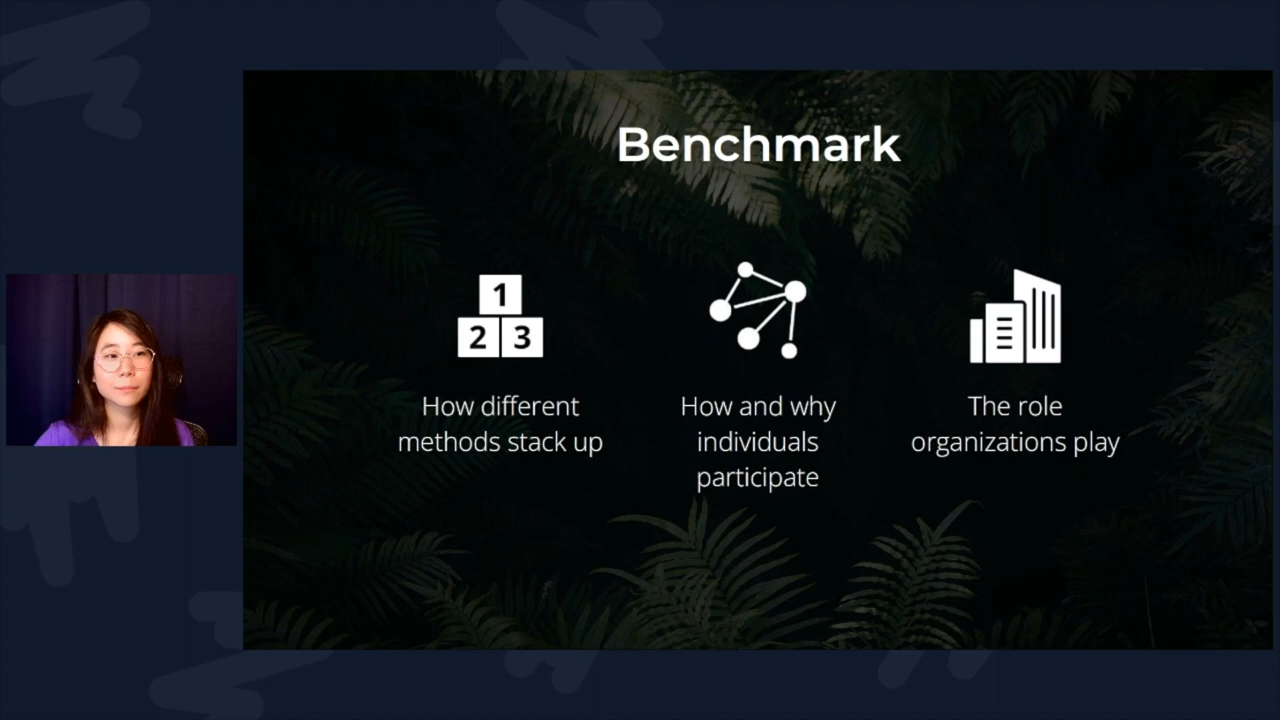 Benchmark
1
2 3
How different
methods stack up
How and why
individuals
participate
The role
organizations play